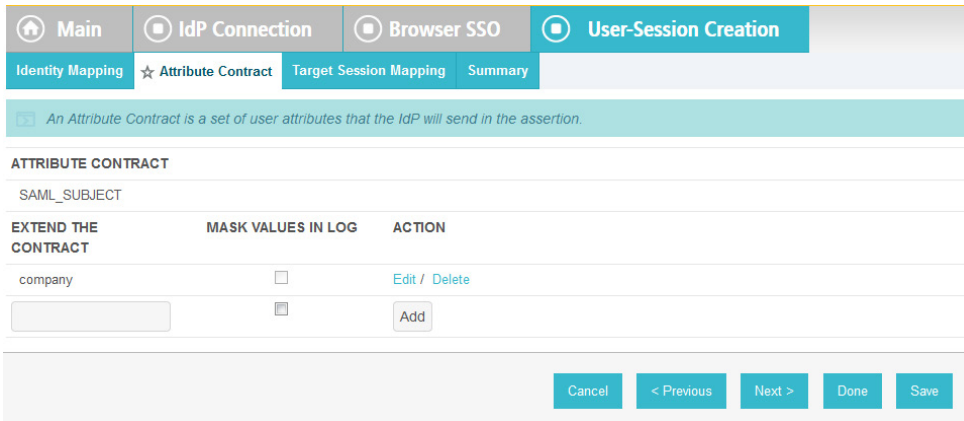 Main IdP Connection Browser SSO User-Session Creation
Identity Mapping Attribute Contract Target Session Mapping Summary
An Attribute Contract is a set of user attributes that the IdP will send in the assertion.
ATTRIBUTE CONTRACT
SAML_SUBJECT
EXTEND THE CONTRACT MASK VALUES IN LOG ACTION
company Edit / Delete
Add
Cancel < Previous Next > Done Save